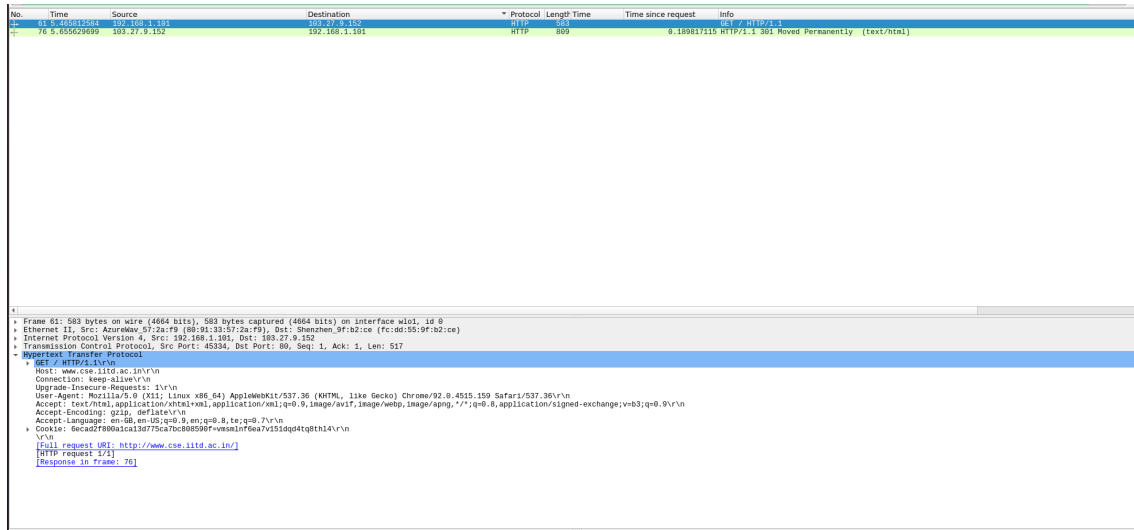 No. Time Source Destination Protocol Length Time Time since request Info
61 5.465812584 192.168.1.101 103.27.9.152 HTTP 583 GET / HTTP/1.1
76 5.655629699 103.27.9.152 192.168.1.101 HTTP 809 0.189817115 HTTP/1.1 301 Moved Permanently (text/html)
Frame 61: 583 bytes on wire (4664 bits), 583 bytes captured (4664 bits) on interface wlo1, id 0
Ethernet II, Src: AzureWav_57:2a:f9 (80:91:33:57:2a:f9), Dst: Shenzhen_9f:b2:ce (fc:dd:55:9f:b2:ce)
Internet Protocol Version 4, Src: 192.168.1.101, Dst: 103.27.9.152
Transmission Control Protocol, Src Port: 45334, Dst Port: 80, Seq: 1, Ack: 1, Len: 517
Hypertext Transfer Protocol
GET / HTTP/1.1\r\n
Host: www.cse.iitd.ac.in\r\n
Connection: keep-alive\r\n
Upgrade-Insecure-Requests: 1\r\n
User-Agent: Mozilla/5.0 (X11; Linux x86_64) AppleWebKit/537.36 (KHTML, like Gecko) Chrome/92.0.4515.159 Safari/537.36\r\n
Accept: text/html,application/xhtml+xml,application/xml;q=0.9,image/avif,image/webp,image/apng,*/*;q=0.8,application/signed-exchange;v=b3;q=0.9\r\n
Accept-Encoding: gzip, deflate\r\n
Accept-Language: en-GB,en-US;q=0.9,en;q=0.8,te;q=0.7\r\n
Cookie: 6ecad2f800a1ca13d775ca7bc808590f=vmsmlnf6ea7v151dqd4tq8thl4\r\n
\r\n
[Full request URI: http://www.cse.iitd.ac.in/]
[HTTP request 1/1]
[Response in frame: 76]